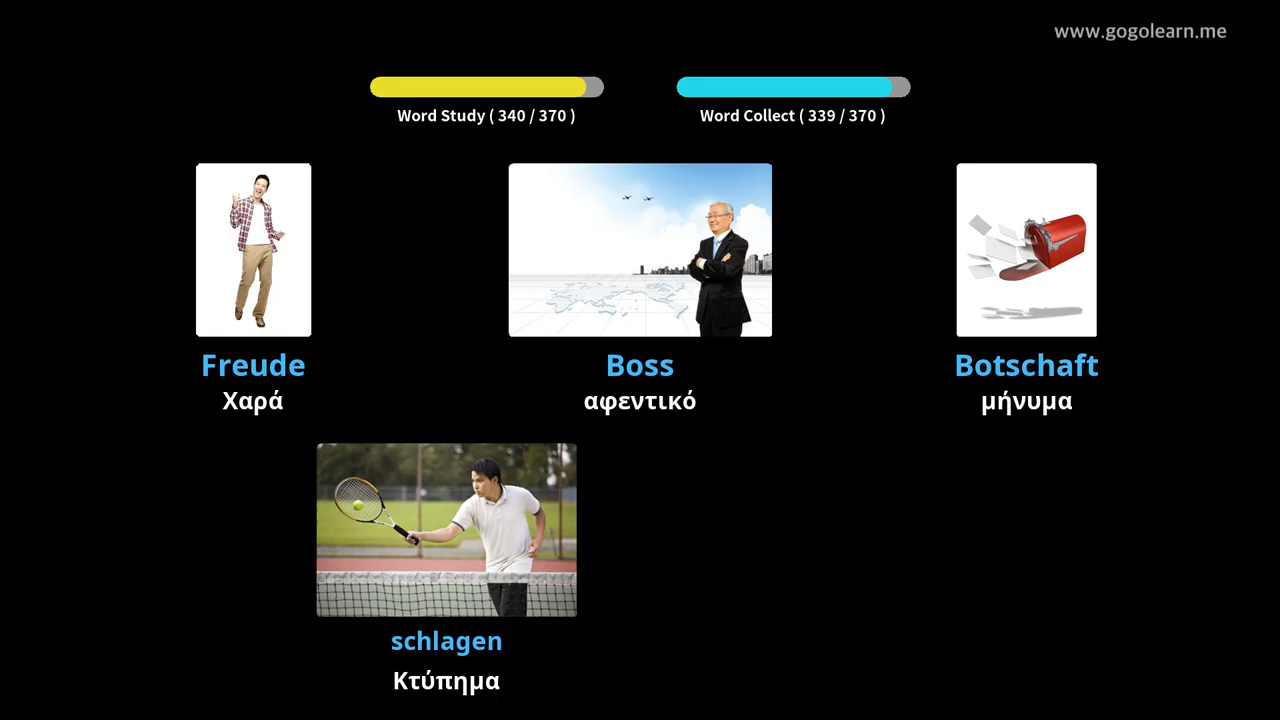 www.gogolearn.me
Word Study ( 340 / 370 )
Word Collect ( 339 / 370 )
Freude
Χαρά
Boss
αφεντικό
Botschaft
μήνυμα
schlagen
Κτύπημα